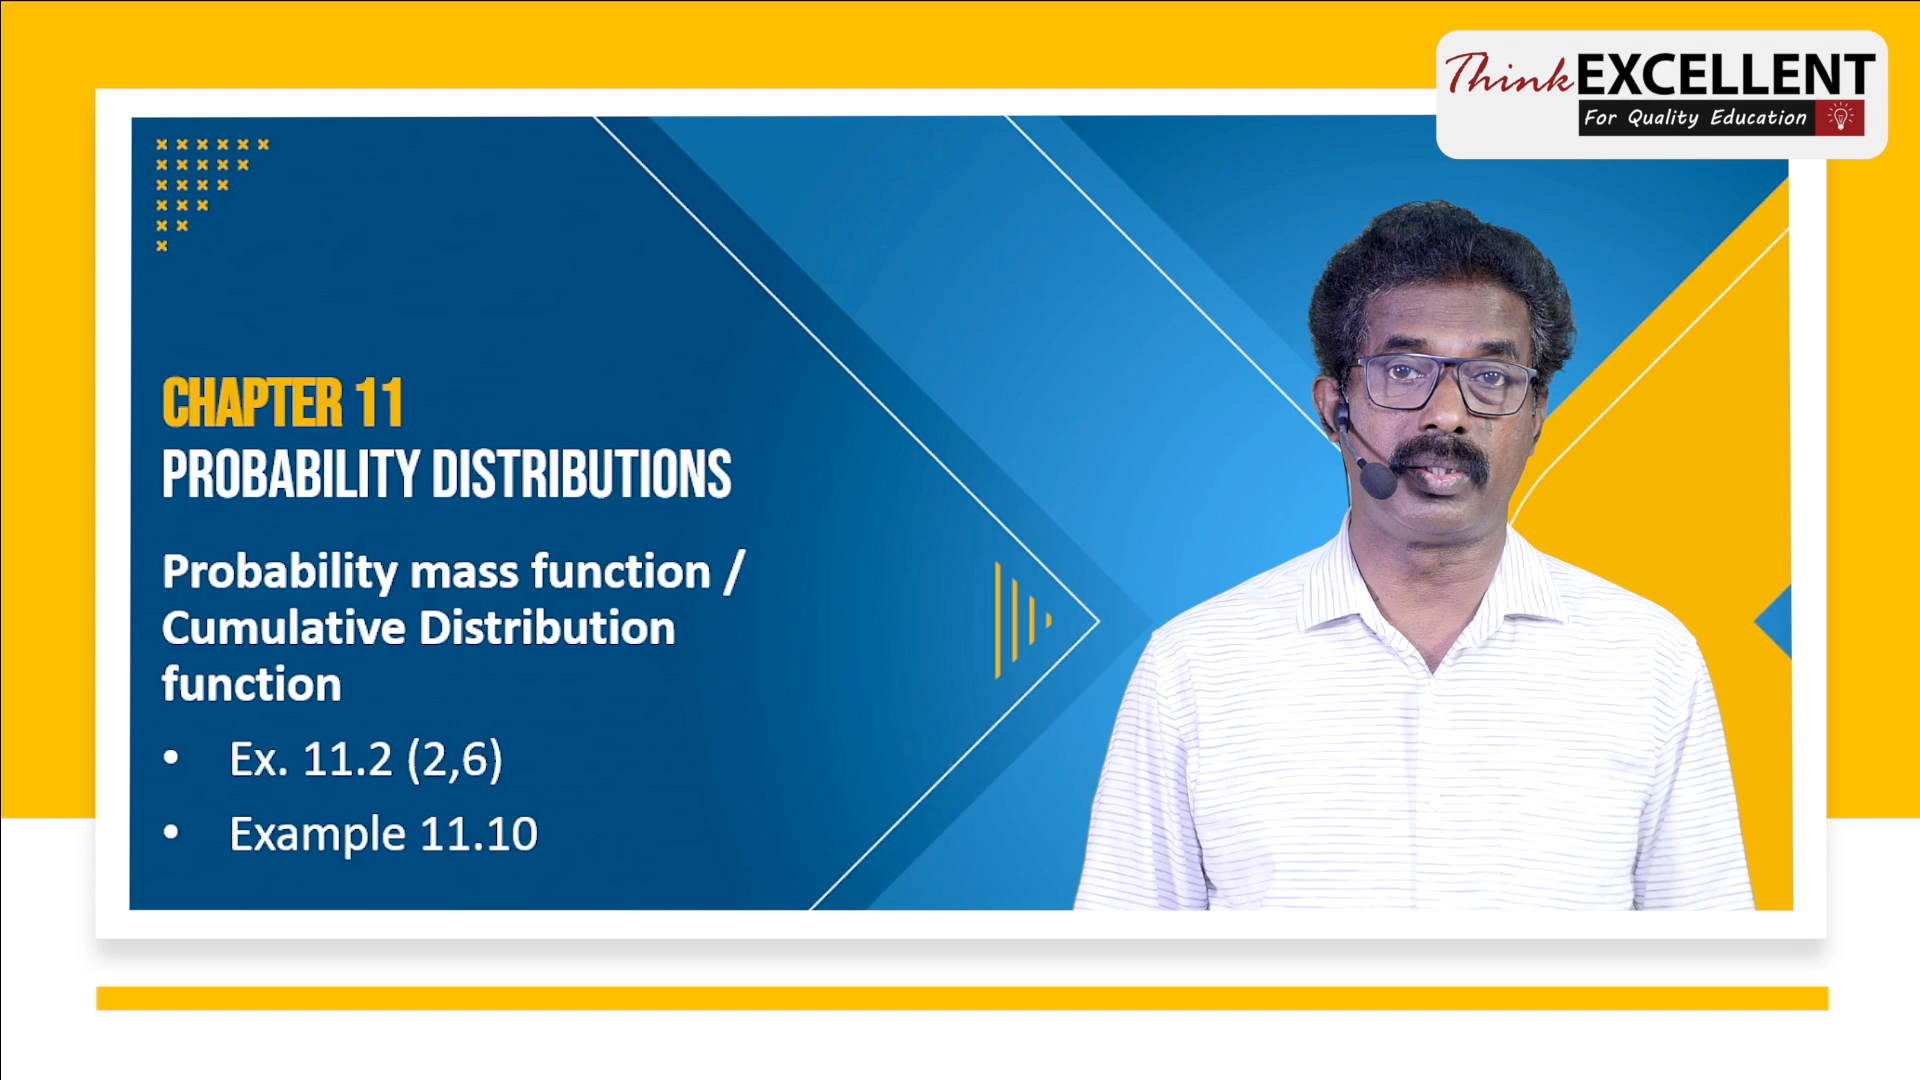 Think EXCELLENT
For Quality Education
CHAPTER 11
PROBABILITY DISTRIBUTIONS
Probability mass function /
Cumulative Distribution
function
• Ex. 11.2 (2,6)
• Example 11.10